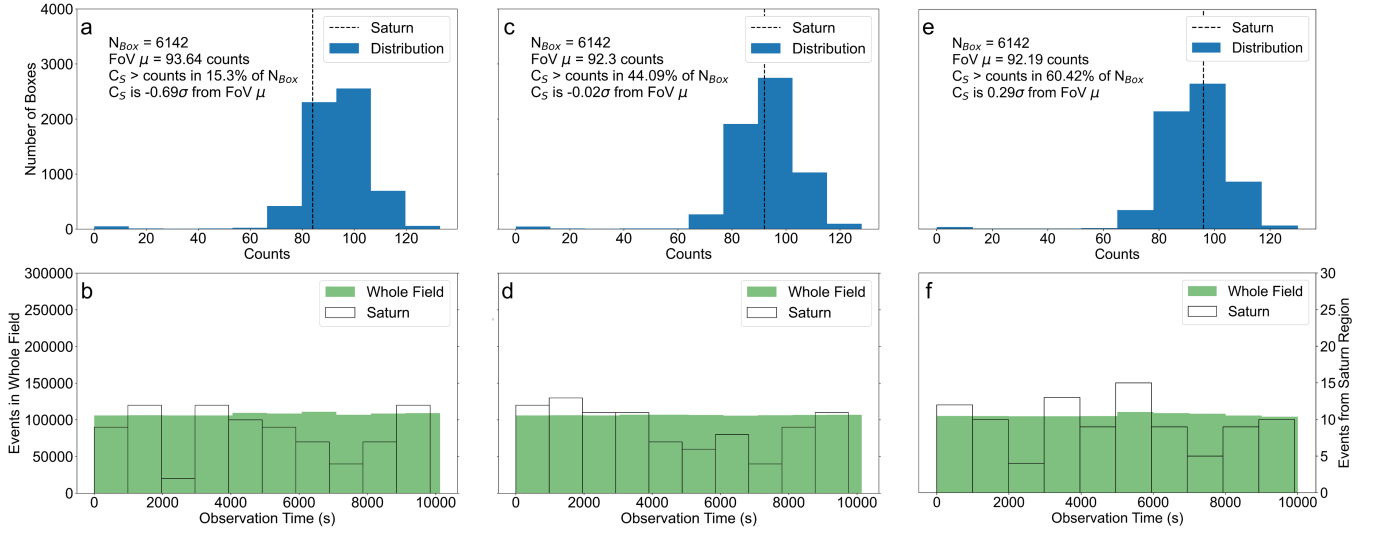 a
N_Box = 6142
FoV μ = 93.64 counts
C_S > counts in 15.3% of N_Box
C_S is -0.69σ from FoV μ
Saturn
Distribution
Number of Boxes
4000
3000
2000
1000
0
0 20 40 60 80 100 120
Counts
c
N_Box = 6142
FoV μ = 92.3 counts
C_S > counts in 44.09% of N_Box
C_S is -0.02σ from FoV μ
Saturn
Distribution
0 20 40 60 80 100 120
Counts
e
N_Box = 6142
FoV μ = 92.19 counts
C_S > counts in 60.42% of N_Box
C_S is 0.29σ from FoV μ
Saturn
Distribution
0 20 40 60 80 100 120
Counts
b
Whole Field
Saturn
Events in Whole Field
300000
250000
200000
150000
100000
50000
0
0 2000 4000 6000 8000 10000
Observation Time (s)
d
Whole Field
Saturn
0 2000 4000 6000 8000 10000
Observation Time (s)
f
Whole Field
Saturn
0 2000 4000 6000 8000 10000
Observation Time (s)
30
25
20
15
10
5
0
Events from Saturn Region